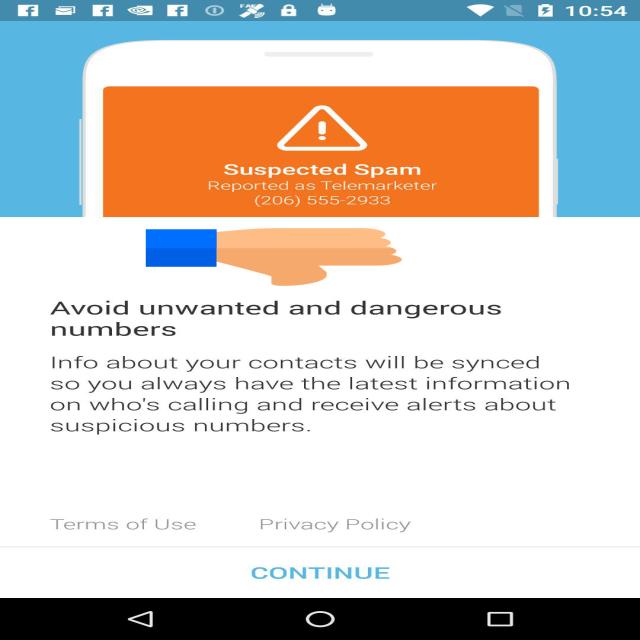 10:54
Suspected Spam
Reported as Telemarketer
(206) 555-2933
Avoid unwanted and dangerous
numbers
Info about your contacts will be synced
so you always have the latest information
on who's calling and receive alerts about
suspicious numbers.
Terms of Use Privacy Policy
CONTINUE